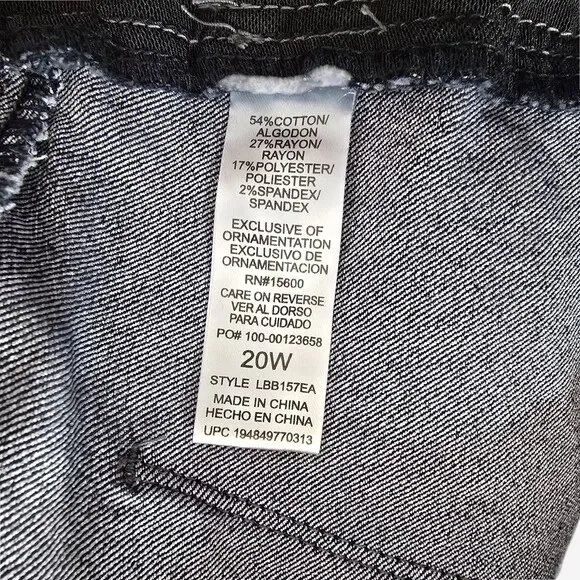 54%COTTON/
ALGODON
27%RAYON/
RAYON
17%POLYESTER/
POLIESTER
2%SPANDEX/
SPANDEX
EXCLUSIVE OF
ORNAMENTATION
EXCLUSIVO DE
ORNAMENTACION
RN#15600
CARE ON REVERSE
VER AL DORSO
PARA CUIDADO
PO# 100-00123658
20W
STYLE LBB157EA
MADE IN CHINA
HECHO EN CHINA
UPC 194849770313